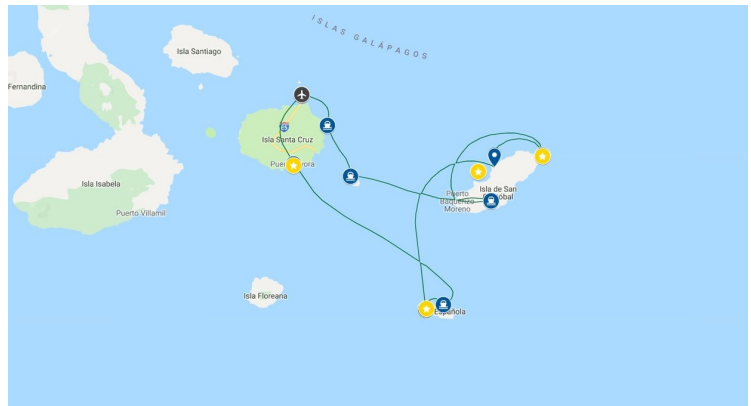 ISLAS GALÁPAGOS
Isla Santiago
Fernandina
Isla Santa Cruz
Isla Isabela
Puerto Villamil
Isla de San
Puerto
Baquerizo
Moreno
Isla Floreana
Española